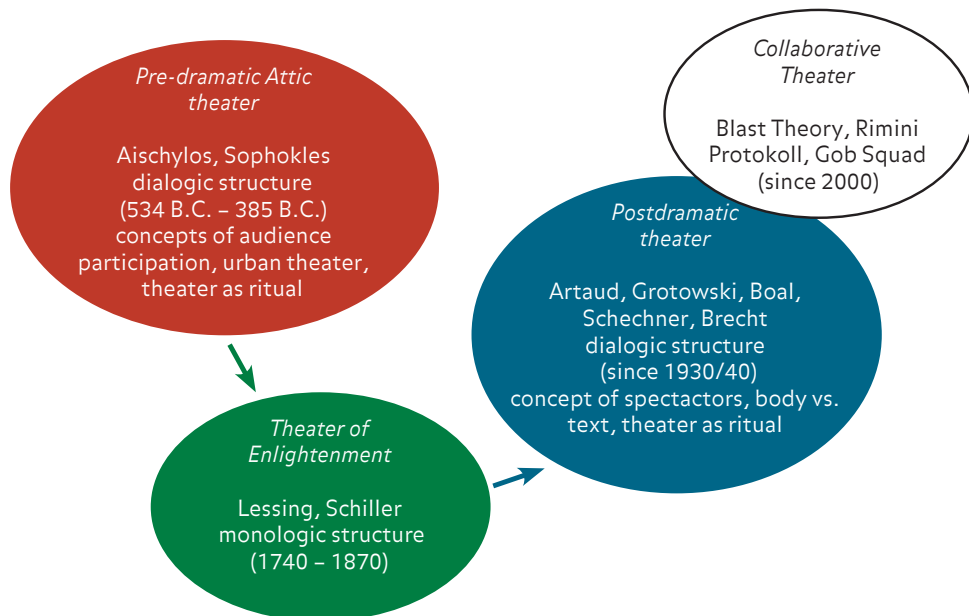 Pre-dramatic Attic
theater
Aischylos, Sophokles
dialogic structure
(534 B.C. – 385 B.C.)
concepts of audience
participation, urban theater,
theater as ritual
Collaborative
Theater
Blast Theory, Rimini
Protokoll, Gob Squad
(since 2000)
Postdramatic
theater
Artaud, Grotowski, Boal,
Schechner, Brecht
dialogic structure
(since 1930/40)
concept of spectactors, body vs.
text, theater as ritual
Theater of
Enlightenment
Lessing, Schiller
monologic structure
(1740 – 1870)